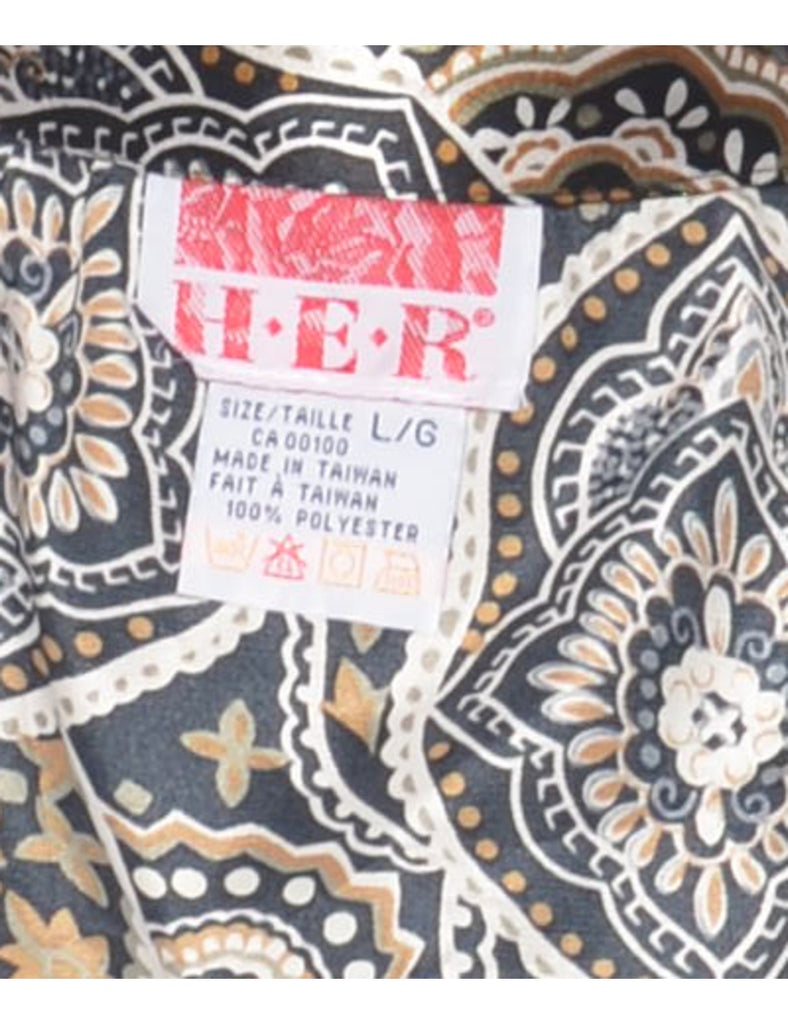 H·E·R®
SIZE/TAILLE L/G
CA 00100
MADE IN TAIWAN
FAIT À TAIWAN
100% POLYESTER